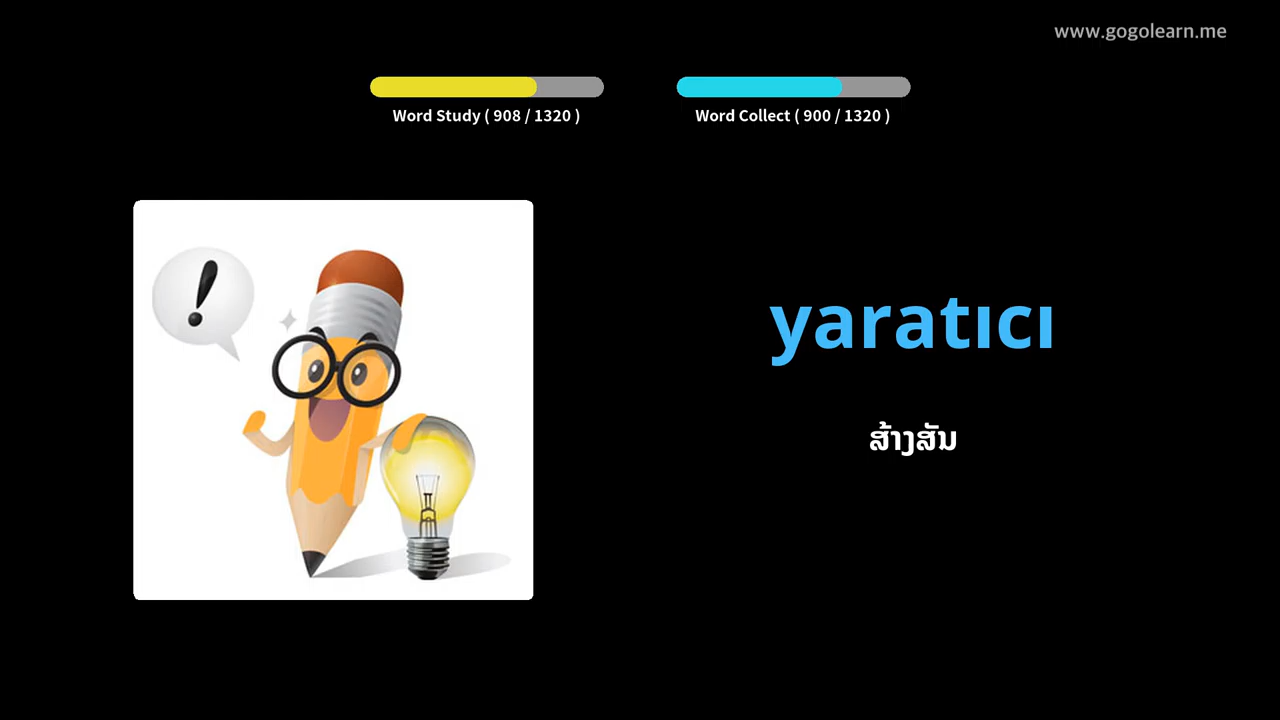 www.gogolearn.me
Word Study ( 908 / 1320 )
Word Collect ( 900 / 1320 )
!
yaratıcı
ສ້າງສັນ